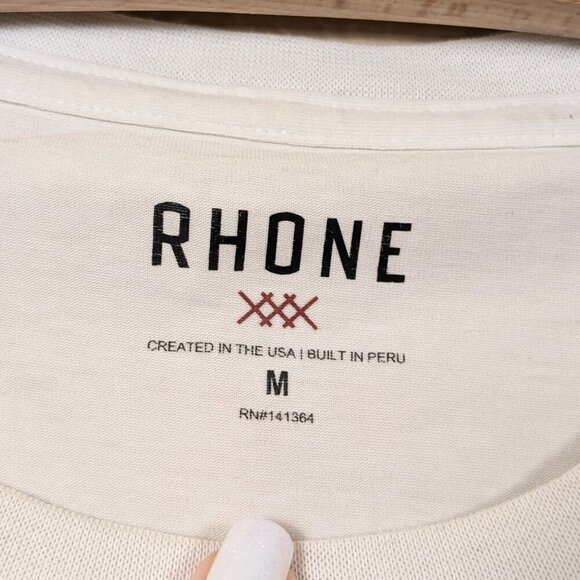 RHONE
CREATED IN THE USA | BUILT IN PERU
M
RN#141364